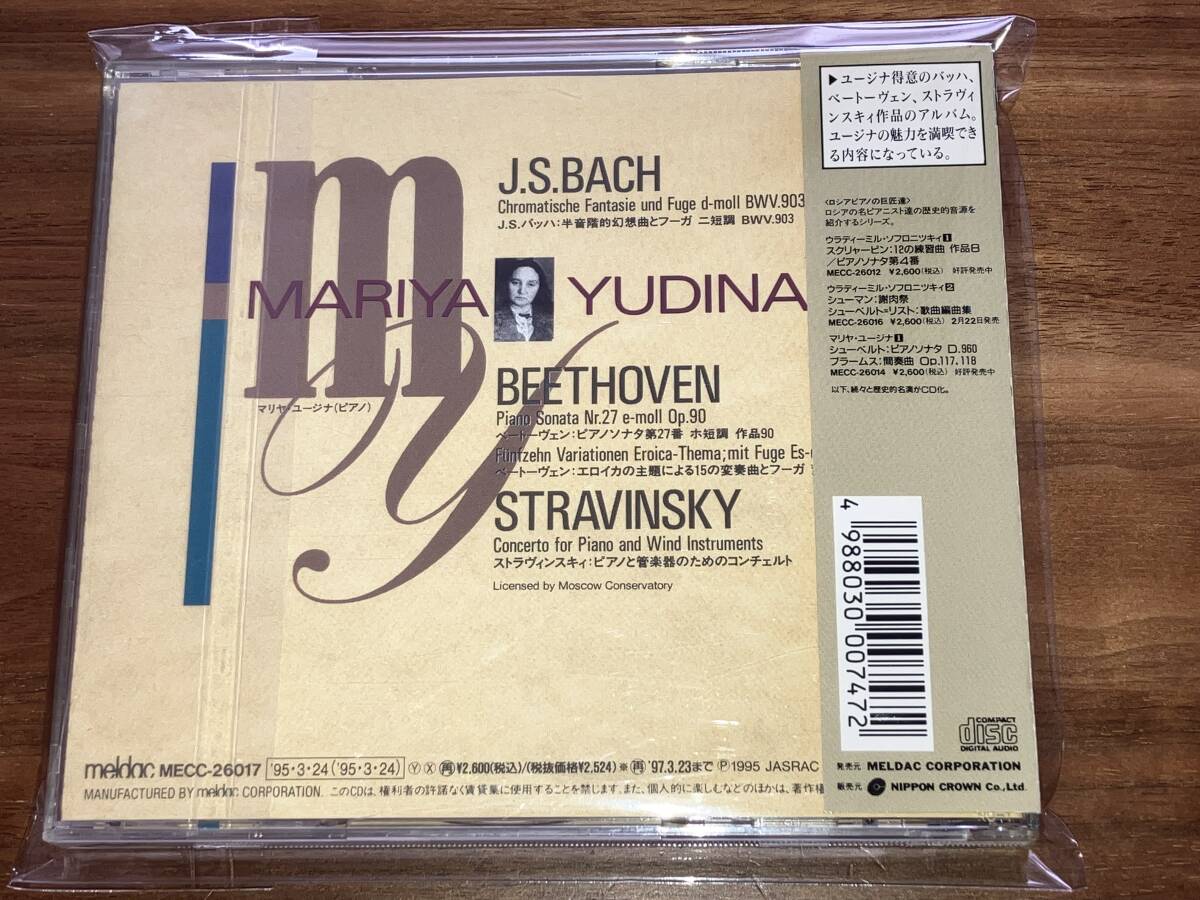 J.S.BACH
Chromatische Fantasie und Fuge d-moll BWV.903
J.S.バッハ:半音階的幻想曲とフーガ ニ短調 BWV.903
my
MARIYA YUDINA
マリヤ・ユージナ(ピアノ)
BEETHOVEN
Piano Sonata Nr.27 e-moll Op.90
ベートーヴェン:ピアノソナタ第27番 ホ短調 作品90
Fünfzehn Variationen Eroica-Thema;mit Fuge Es-
ベートーヴェン:エロイカの主題による15の変奏曲とフーガ
STRAVINSKY
Concerto for Piano and Wind Instruments
ストラヴィンスキィ:ピアノと管楽器のためのコンチェルト
Licensed by Moscow Conservatory
meldac MECC-26017 '95・3・24('95・3・24) Ⓨ Ⓧ 再¥2,600(税込)/(税抜価格¥2,524)※再'97.3.23まで Ⓟ1995 JASRAC
MANUFACTURED BY meldac CORPORATION. このCDは、権利者の許諾なく賃貸業に使用することを禁じます。また、個人的に楽しむなどのほかは、著作権
▶ユージナ得意のバッハ、
ベートーヴェン、ストラヴィ
ンスキィ作品のアルバム。
ユージナの魅力を満喫でき
る内容になっている。
〈ロシアピアノの巨匠達〉
ロシアの名ピアニスト達の歴史的音源を
紹介するシリーズ。
ウラディーミル・ソフロニツキィ1
スクリャービン:12の練習曲 作品8
/ピアノソナタ第4番
MECC-26012 ¥2,600(税込) 好評発売中
ウラディーミル・ソフロニツキィ2
シューマン:謝肉祭
シューベルト=リスト:歌曲編曲集
MECC-26016 ¥2,600(税込) 2月22日発売
マリヤ・ユージナ1
シューベルト:ピアノソナタ D.960
ブラームス:間奏曲 Op.117、118
MECC-26014 ¥2,600(税込) 好評発売中
以下、続々と歴史的名演がCD化。
4 988030 007472
COMPACT
disc
DIGITAL AUDIO
発売元 MELDAC CORPORATION
販売元 NIPPON CROWN Co., Ltd.